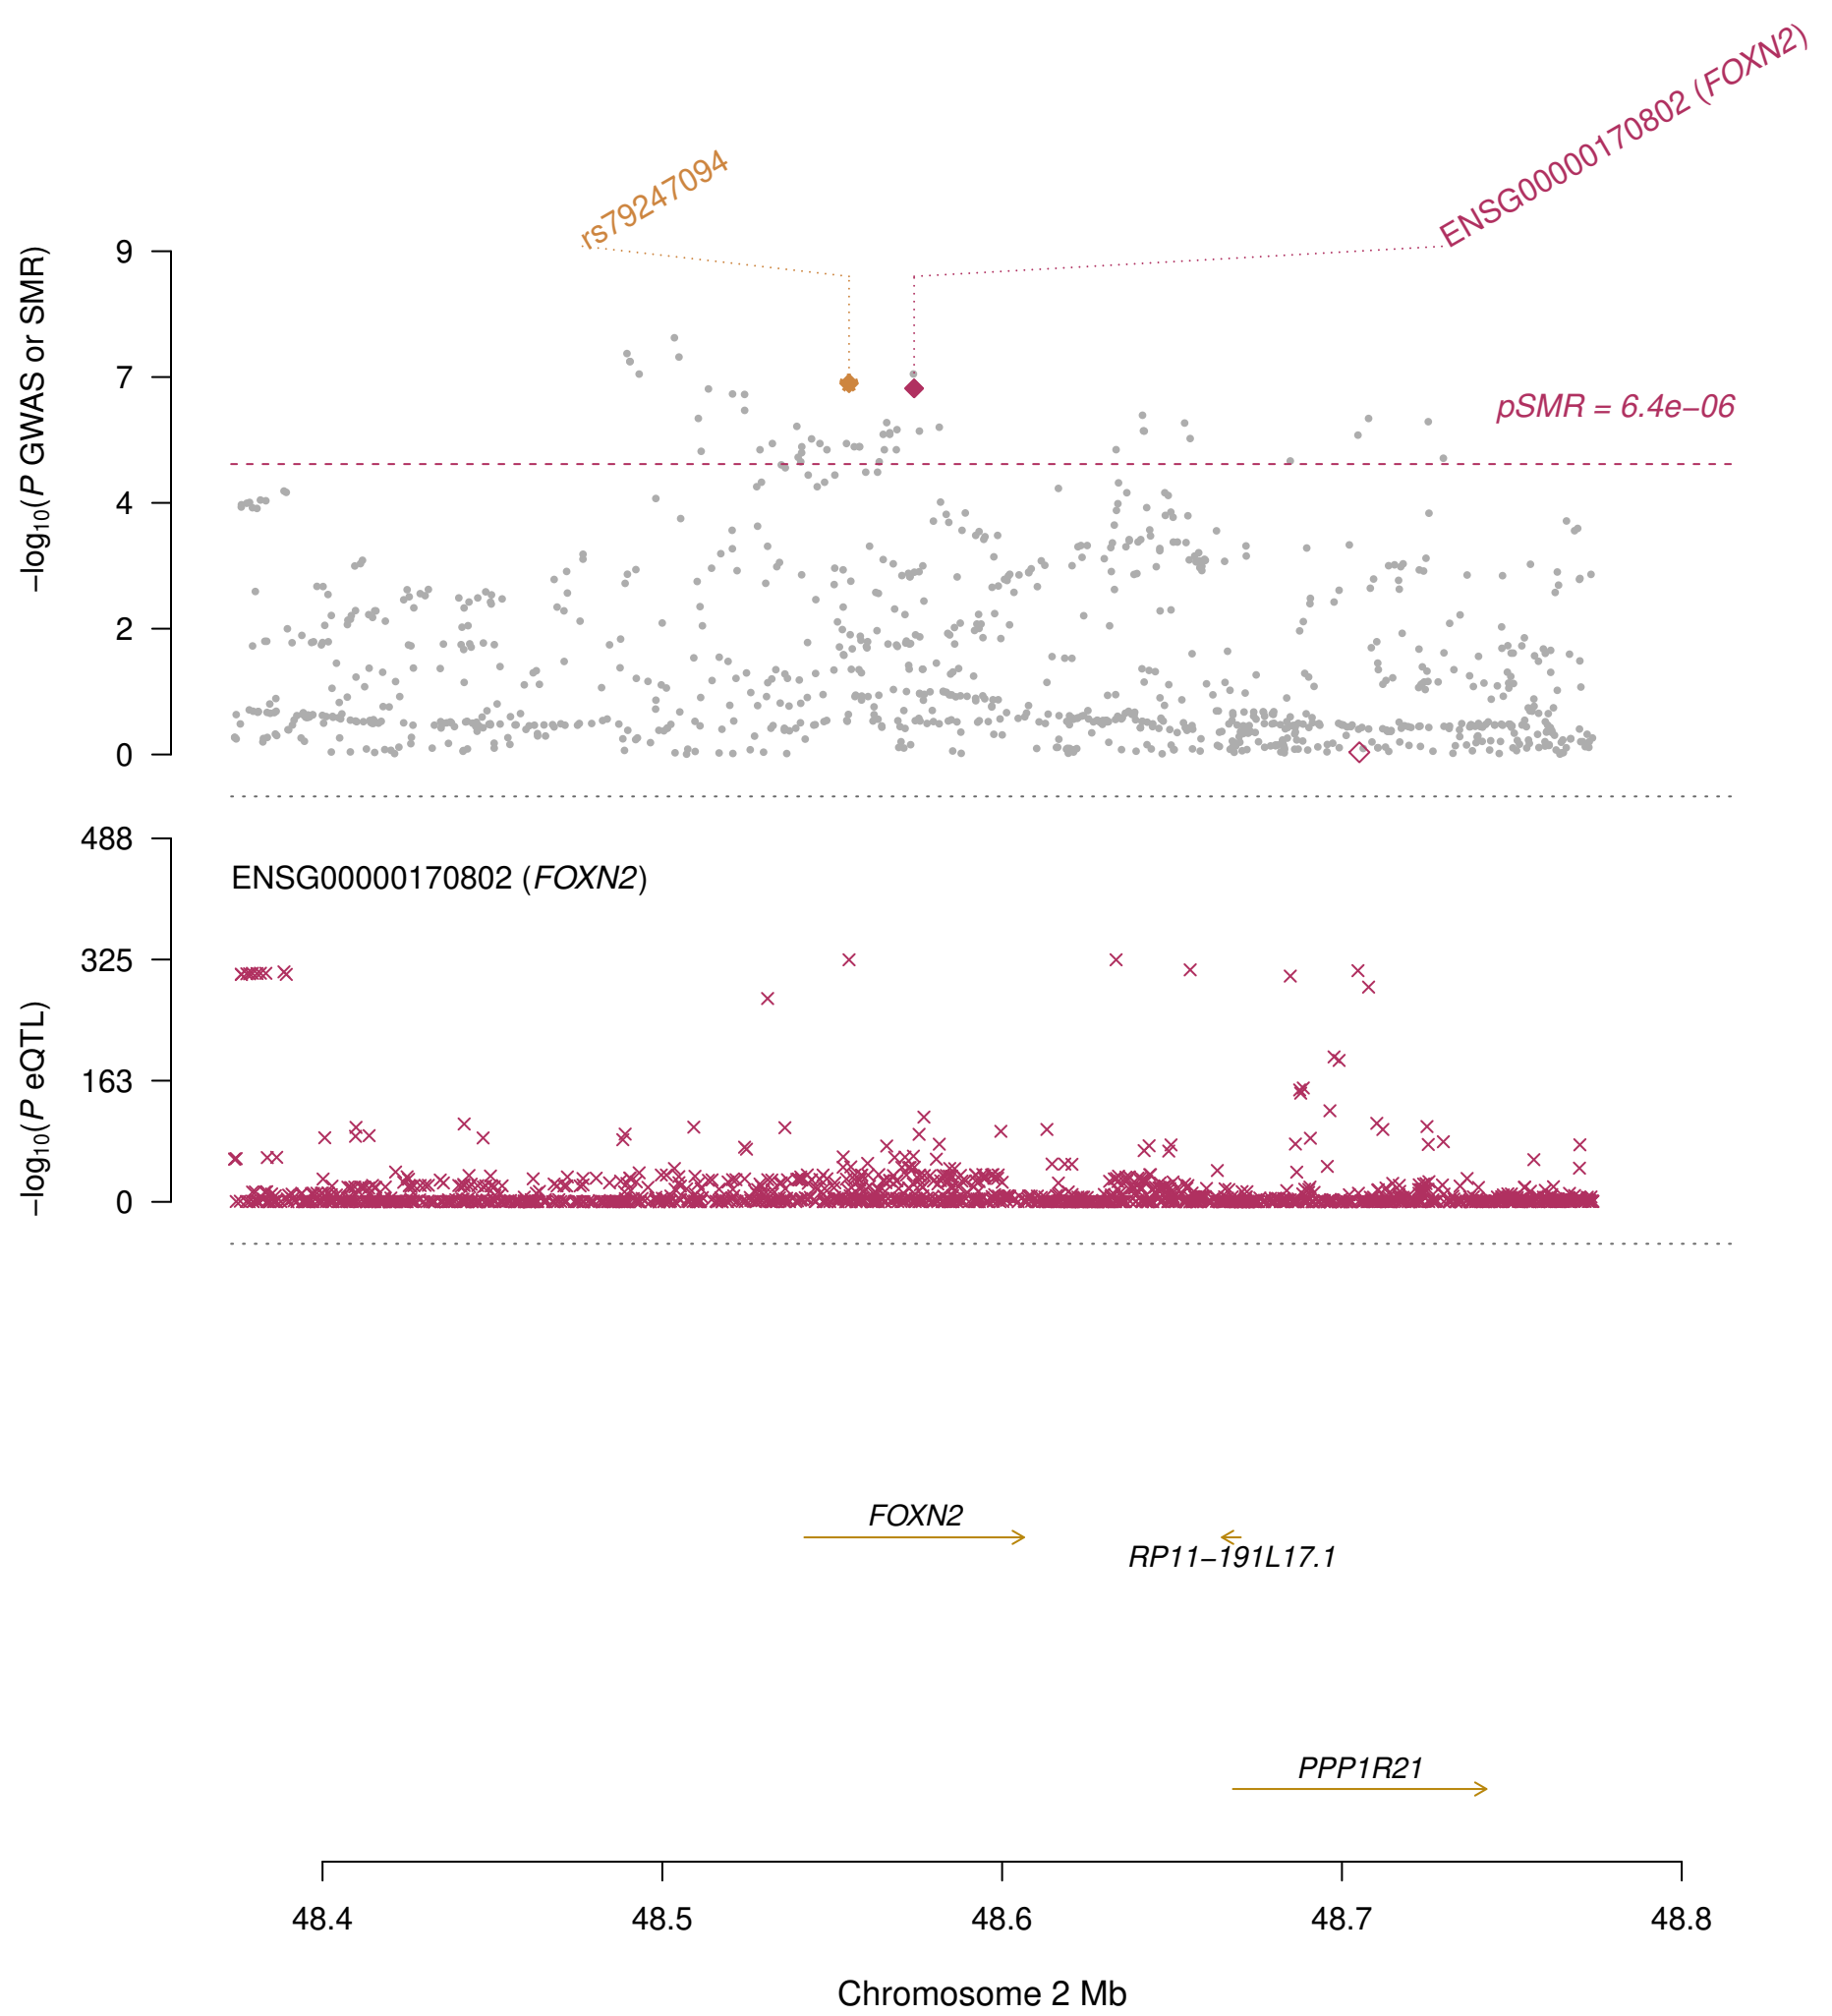 ENSG00000170802 (FOXN2)
rs79247094
9
7
4
2
0
−log10(P GWAS or SMR)
pSMR = 6.4e−06
488
325
163
0
−log10(P eQTL)
ENSG00000170802 (FOXN2)
FOXN2
RP11−191L17.1
PPP1R21
48.4 48.5 48.6 48.7 48.8
Chromosome 2 Mb